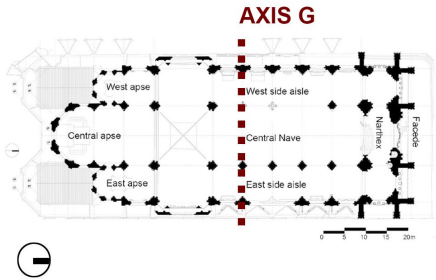 AXIS G
West apse
West side aisle
Central apse
Central Nave
Narthex
Facede
East apse
East side aisle
0 5 10 15 20m